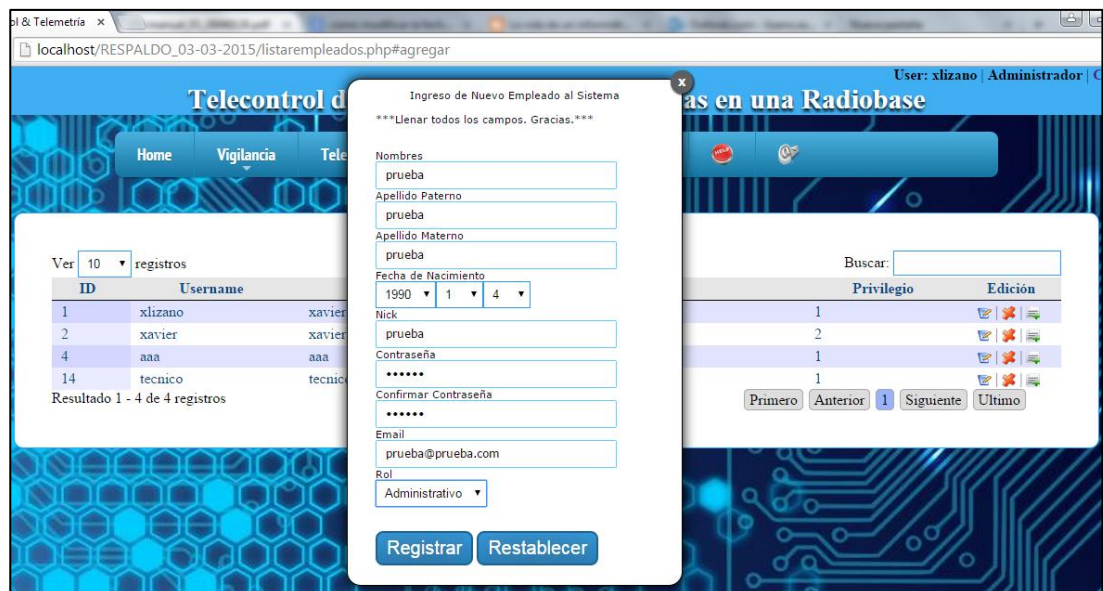 ol & Telemetría
localhost/RESPALDO_03-03-2015/listarempleados.php#agregar
User: xlizano | Administrador |
Telecontrol d as en una Radiobase
Home Vigilancia Tele HELP
x
Ingreso de Nuevo Empleado al Sistema
***Llenar todos los campos. Gracias.***
Nombres
prueba
Apellido Paterno
prueba
Apellido Materno
prueba
Fecha de Nacimiento
1990 1 4
Nick
prueba
Contraseña
••••••
Confirmar Contraseña
••••••
Email
prueba@prueba.com
Rol
Administrativo
Registrar Restablecer
Ver 10 registros Buscar:
ID Username Privilegio Edición
1 xlizano xavier 1
2 xavier xavier 2
4 aaa aaa 1
14 tecnico tecnico 1
Resultado 1 - 4 de 4 registros Primero Anterior 1 Siguiente Ultimo